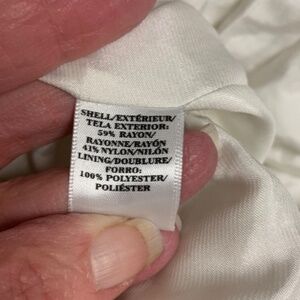 SHELL/EXTÉRIEUR/
TELA EXTERIOR:
59% RAYON/
RAYONNE/RAYÓN
41% NYLON/NILÓN
LINING/DOUBLURE/
FORRO:
100% POLYESTER/
POLIÉSTER